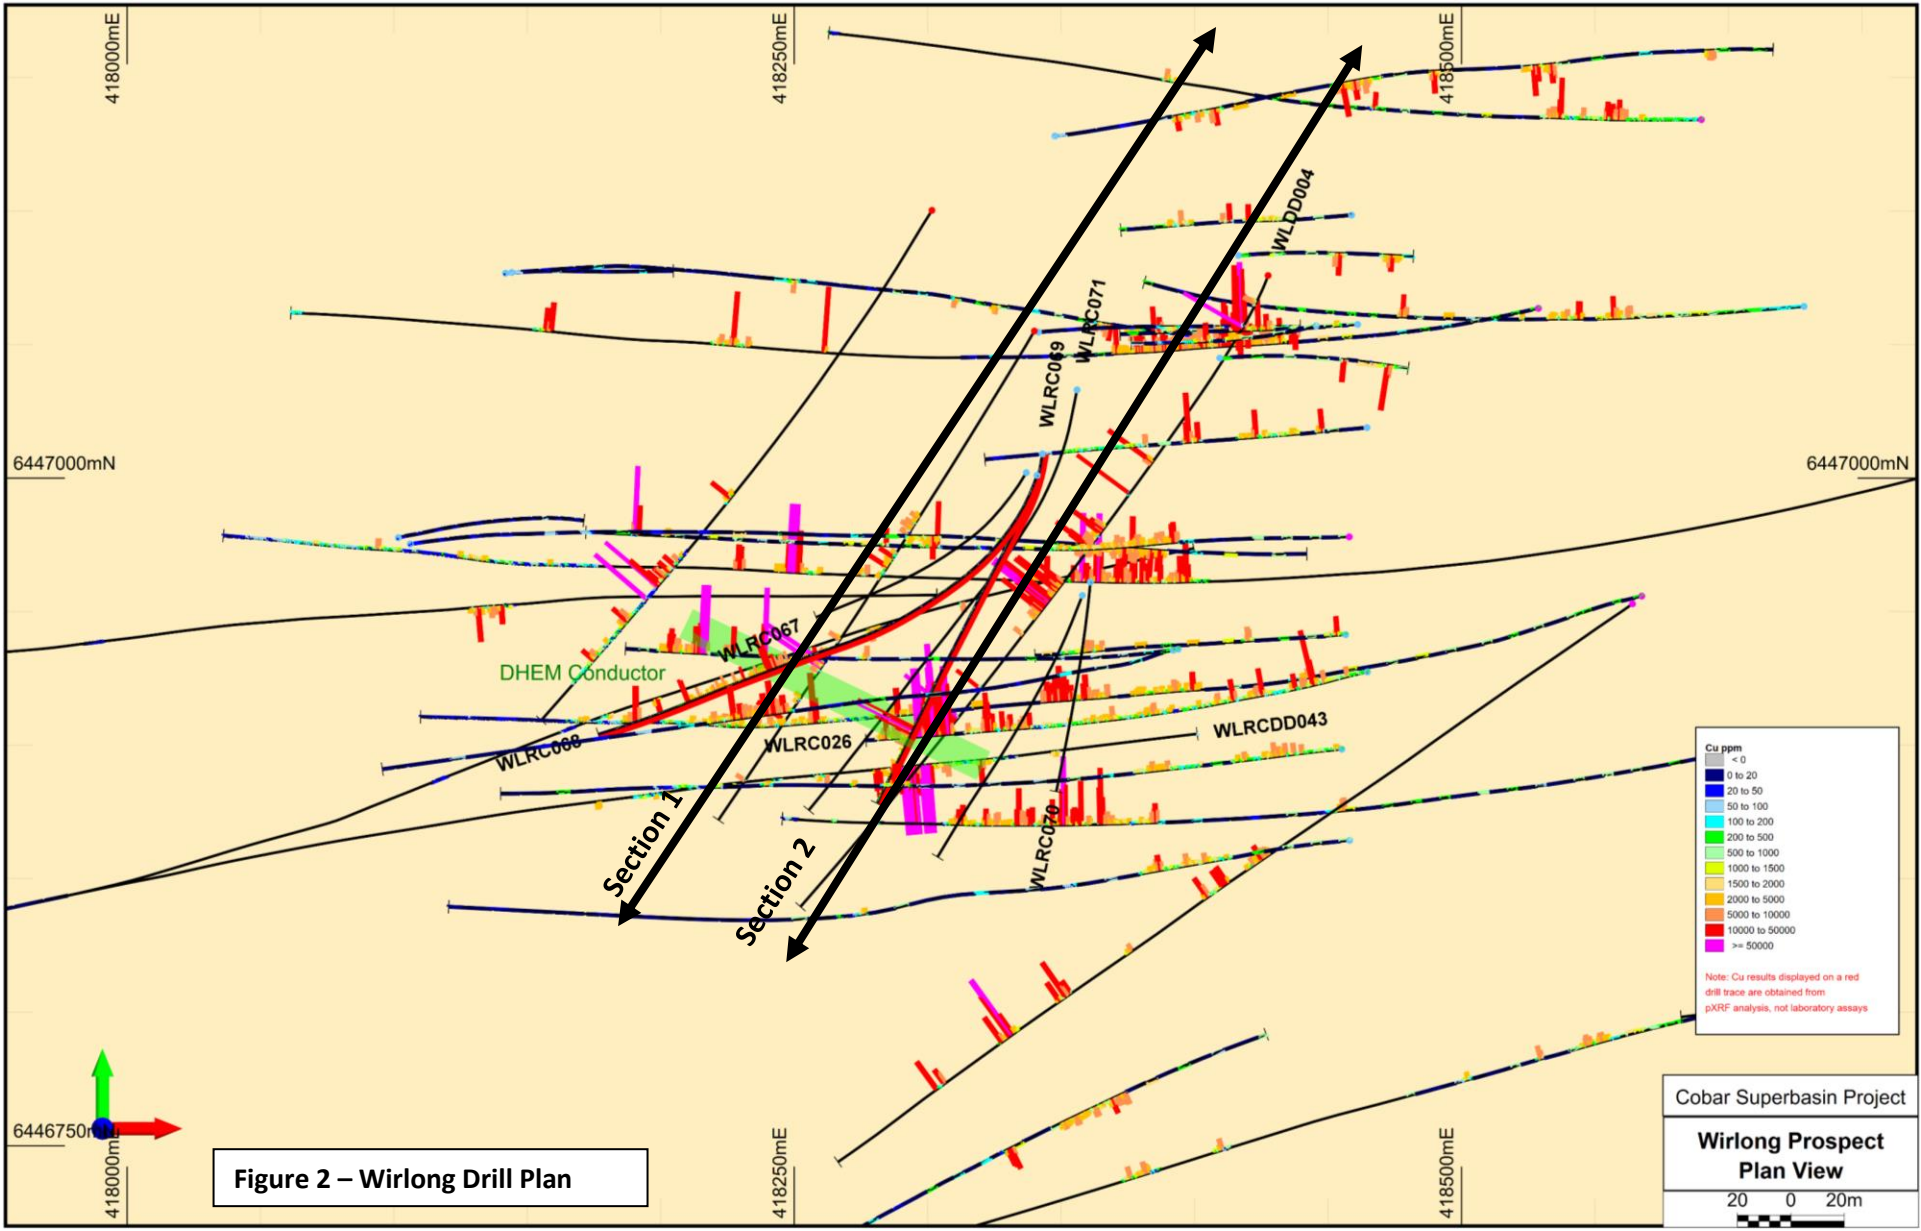 418000mE
418250mE
418500mE
WLDD004
WLRC071
WLRC069
6447000mN
6447000mN
WLRC067
DHEM Conductor
WLRC068
WLRC026
WLRCDD043
WLRC070
Section 1
Section 2
Cu ppm
< 0
0 to 20
20 to 50
50 to 100
100 to 200
200 to 500
500 to 1000
1000 to 1500
1500 to 2000
2000 to 5000
5000 to 10000
10000 to 50000
>= 50000
Note: Cu results displayed on a red
drill trace are obtained from
pXRF analysis, not laboratory assays
6446750mN
418000mE
418250mE
418500mE
Figure 2 – Wirlong Drill Plan
Cobar Superbasin Project
Wirlong Prospect
Plan View
20 0 20m